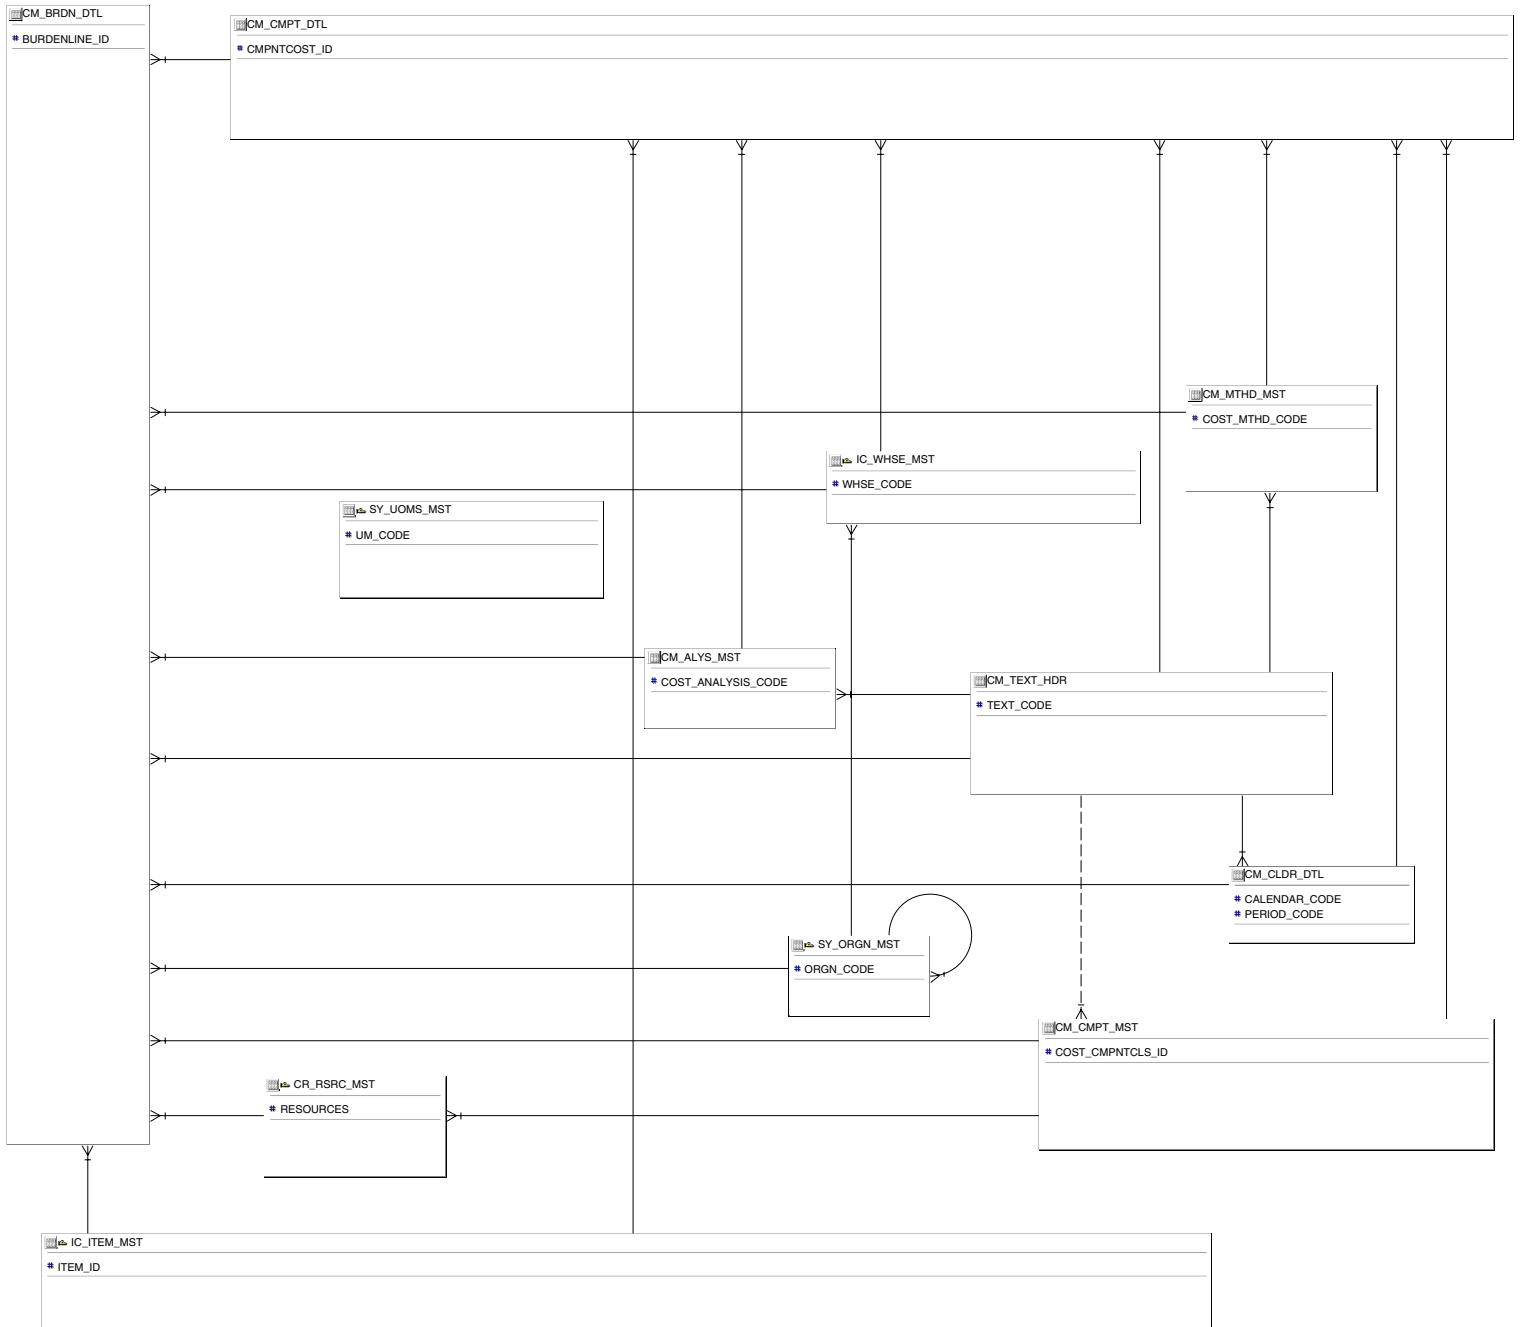 CM_BRDN_DTL
# BURDENLINE_ID
CM_CMPT_DTL
# CMPNTCOST_ID
CM_MTHD_MST
# COST_MTHD_CODE
IC_WHSE_MST
# WHSE_CODE
SY_UOMS_MST
# UM_CODE
CM_ALYS_MST
# COST_ANALYSIS_CODE
CM_TEXT_HDR
# TEXT_CODE
CM_CLDR_DTL
# CALENDAR_CODE
# PERIOD_CODE
SY_ORGN_MST
# ORGN_CODE
CM_CMPT_MST
# COST_CMPNTCLS_ID
CR_RSRC_MST
# RESOURCES
IC_ITEM_MST
# ITEM_ID